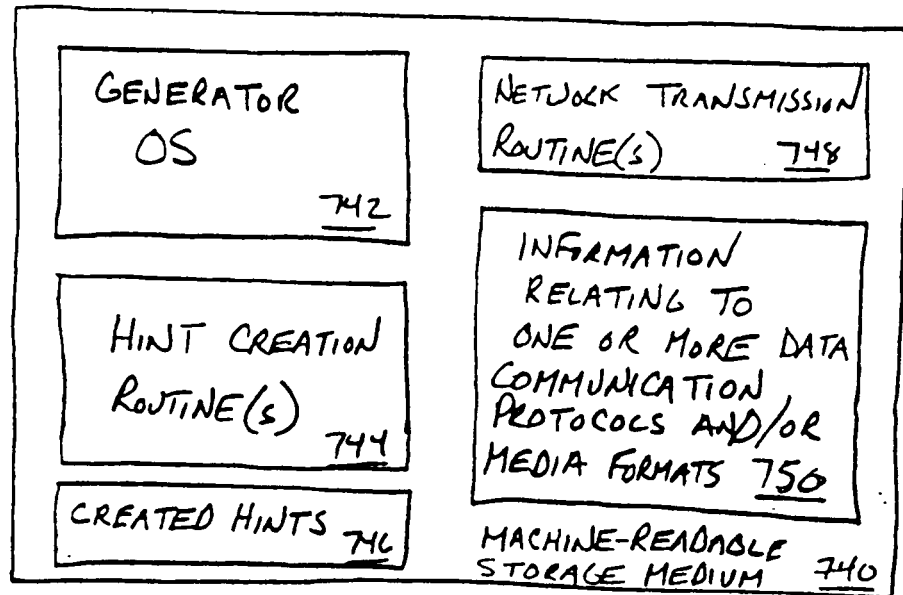 GENERATOR
OS
742
HINT CREATION
ROUTINE(S)
744
CREATED HINTS 746
NETWORK TRANSMISSION
ROUTINE(S) 748
INFORMATION
RELATING TO
ONE OR MORE DATA
COMMUNICATION
PROTOCOLS AND/OR
MEDIA FORMATS 750
MACHINE-READABLE
STORAGE MEDIUM 740